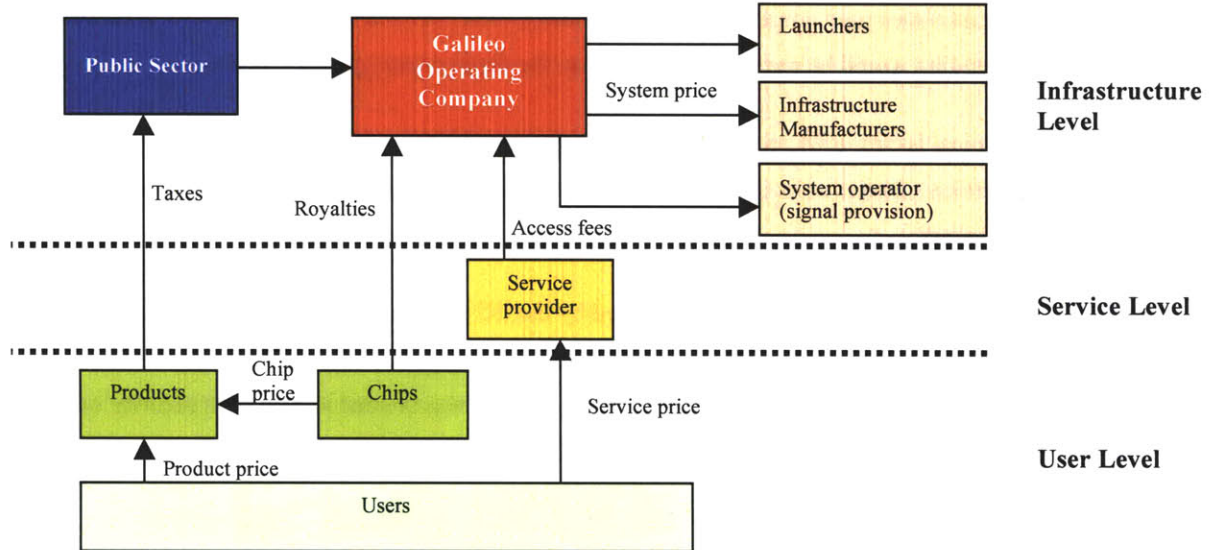 Public Sector
Galileo
Operating
Company
Launchers
System price
Infrastructure
Manufacturers
Infrastructure
Level
System operator
(signal provision)
Taxes
Royalties
Access fees
Service
provider
Service Level
Products
Chip
price
Chips
Service price
Product price
User Level
Users